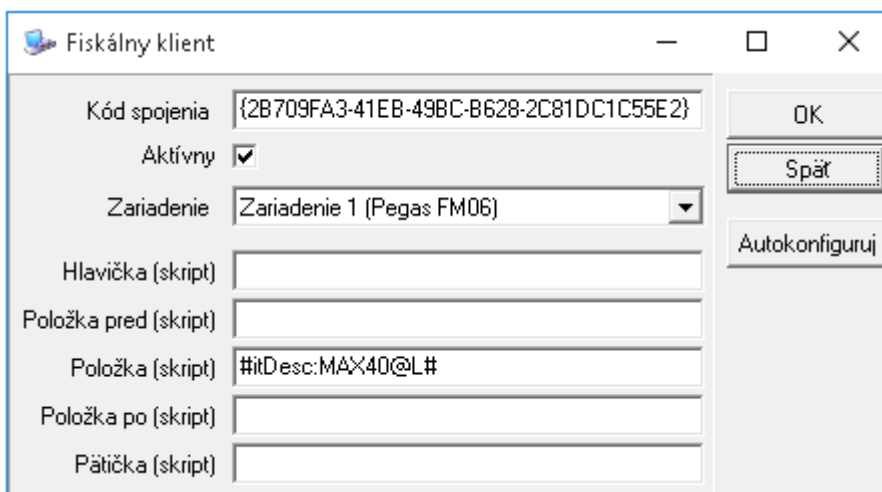 Fiskálny klient
Kód spojenia {2B709FA3-41EB-49BC-B628-2C81DC1C55E2}
OK
Aktívny
Späť
Zariadenie Zariadenie 1 (Pegas FM06)
Autokonfiguruj
Hlavička (skript)
Položka pred (skript)
Položka (skript) #itDesc:MAX40@L#
Položka po (skript)
Pätička (skript)